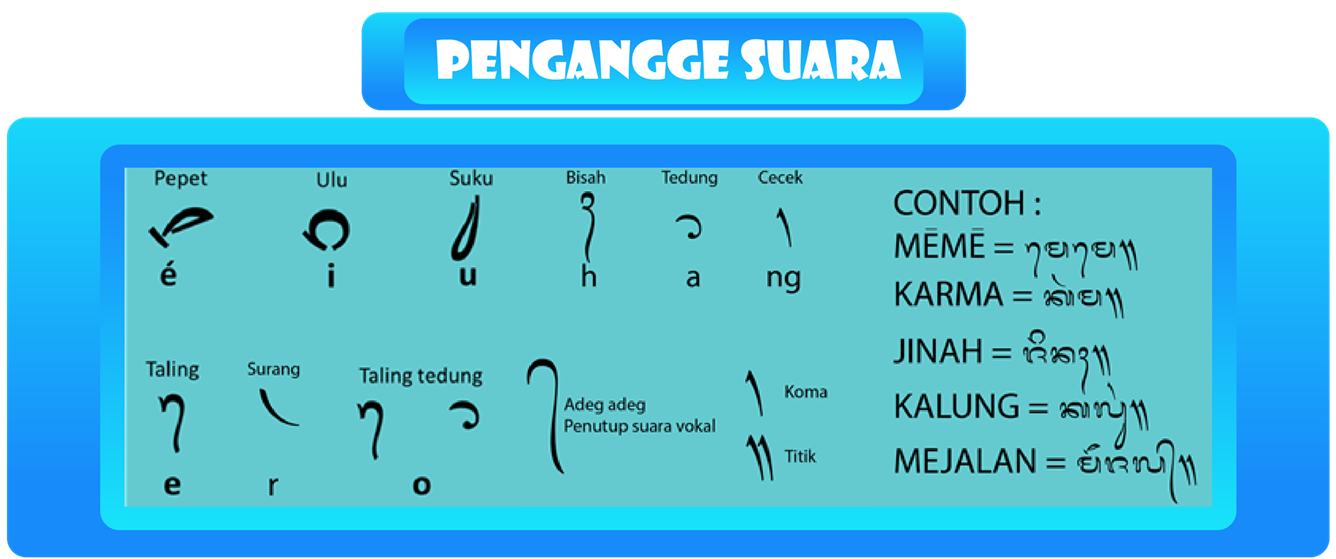 PENGANGGE SUARA
Pepet Ulu Suku Bisah Tedung Cecek
ᭂ ᬶ ᬸ ᬄ ᬵ ᬂ
é i u h a ng
Taling Surang Taling tedung
ᬾ ᬃ ᬾ ᬵ ᭄
e r o
Adeg adeg
Penutup suara vokal
᭞ Koma
᭟ Titik
CONTOH :
MĒMĒ = ᬫᬾᬫᬾ᭟
KARMA = ᬓᬃᬫ᭟
JINAH = ᬚᬶᬦᬄ᭟
KALUNG = ᬓᬮᬸᬂ᭟
MEJALAN = ᬫᭂᬚᬮᬦ᭄᭟